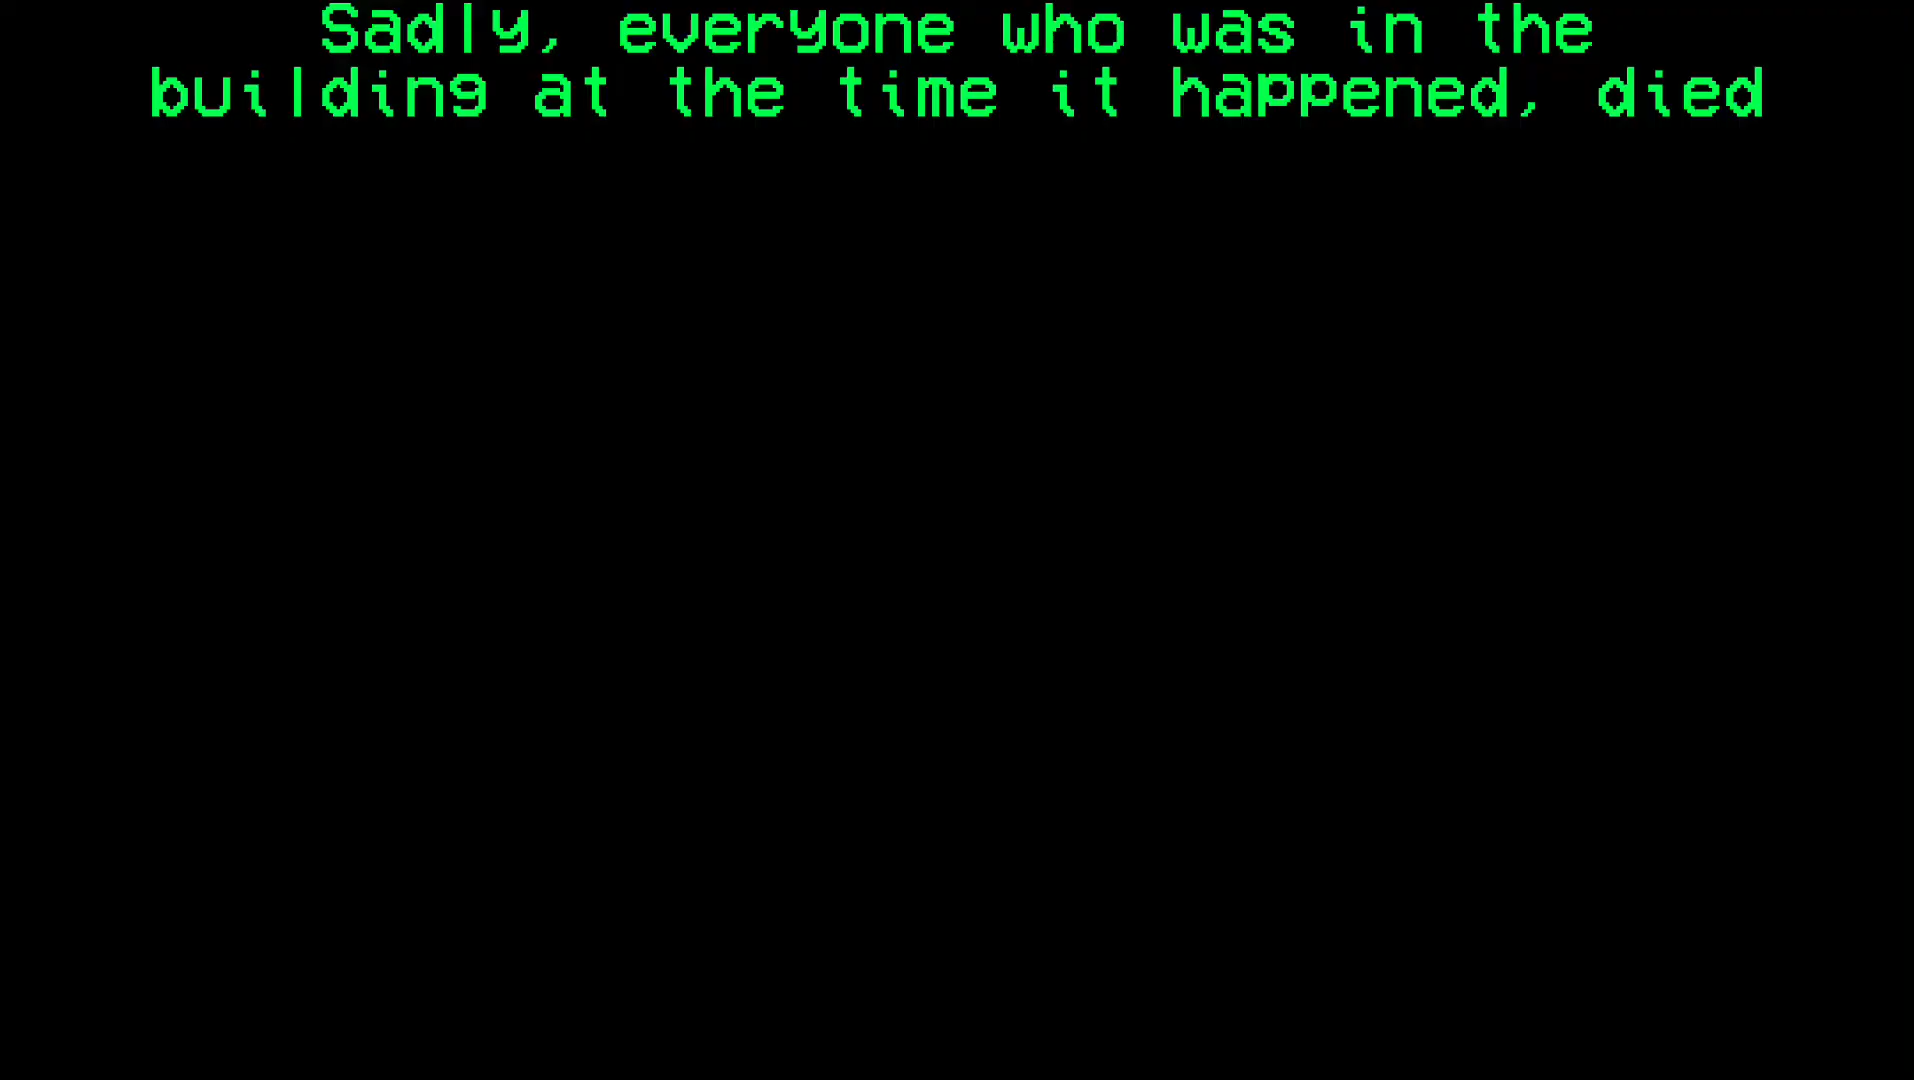 Sadly, everyone who was in the
building at the time it happened, died